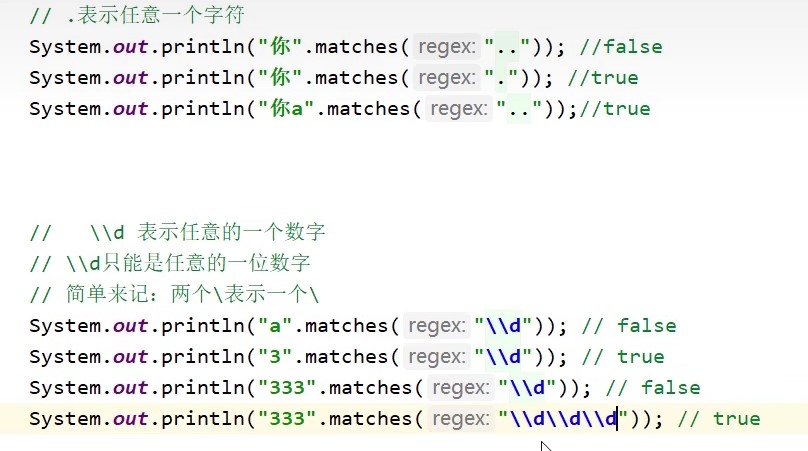 // .表示任意一个字符
System.out.println("你".matches( regex: "..")); //false
System.out.println("你".matches( regex: ".")); //true
System.out.println("你a".matches( regex: ".."));//true
// \\d 表示任意的一个数字
// \\d只能是任意的一位数字
// 简单来记：两个\表示一个\
System.out.println("a".matches( regex: "\\d")); // false
System.out.println("3".matches( regex: "\\d")); // true
System.out.println("333".matches( regex: "\\d")); // false
System.out.println("333".matches( regex: "\\d\\d\\d")); // true